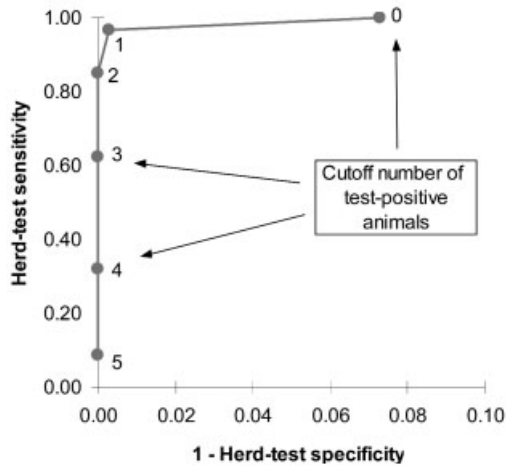 1.00
0
1
2
0.80
Herd-test sensitivity
3
0.60
Cutoff number of
test-positive
animals
0.40
4
0.20
5
0.00
0.00 0.02 0.04 0.06 0.08 0.10
1 - Herd-test specificity